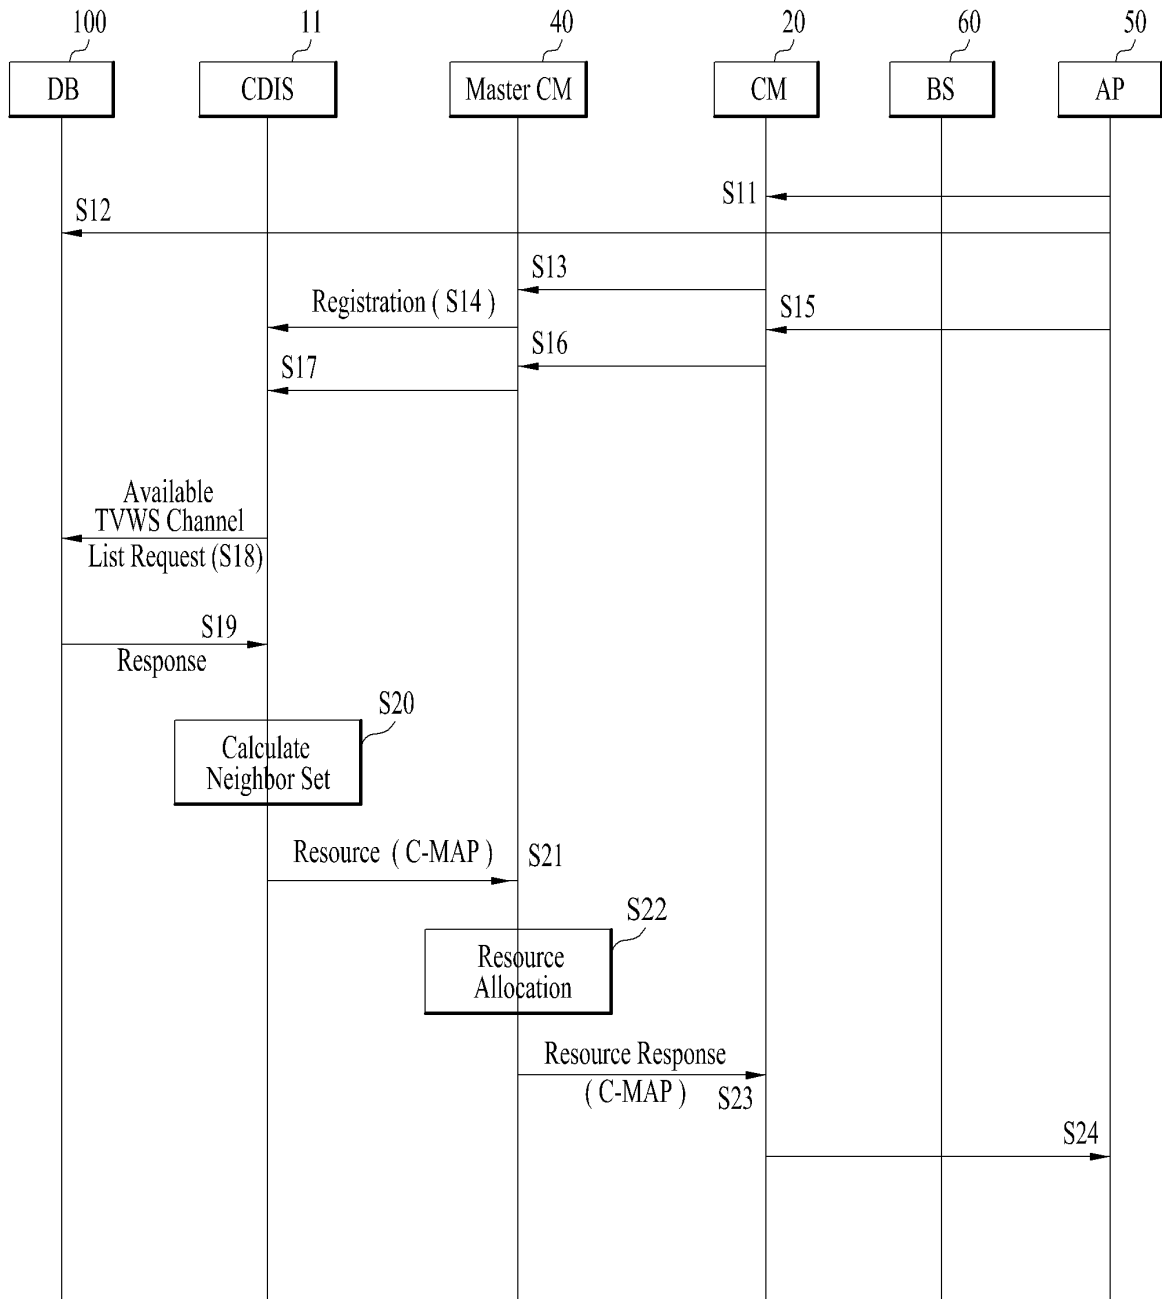 100
11
40
20
60
50
DB
CDIS
Master CM
CM
BS
AP
S11
S12
S13
Registration ( S14 )
S15
S16
S17
Available
TVWS Channel
List Request (S18)
S19
Response
S20
Calculate
Neighbor Set
Resource ( C-MAP )
S21
S22
Resource
Allocation
Resource Response
( C-MAP )
S23
S24